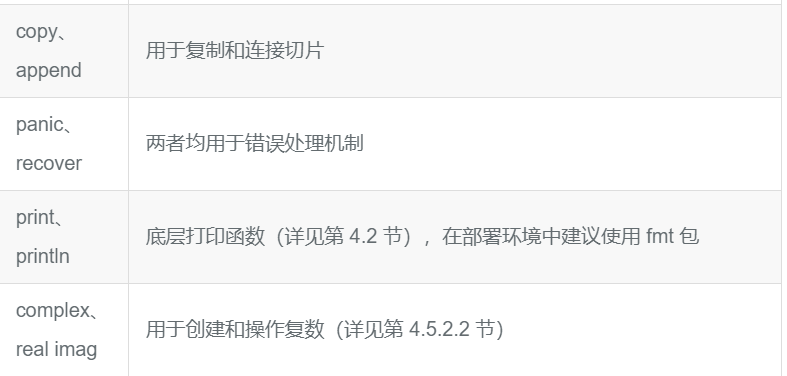 copy、
append
用于复制和连接切片
panic、
recover
两者均用于错误处理机制
print、
println
底层打印函数（详见第 4.2 节），在部署环境中建议使用 fmt 包
complex、
real imag
用于创建和操作复数（详见第 4.5.2.2 节）